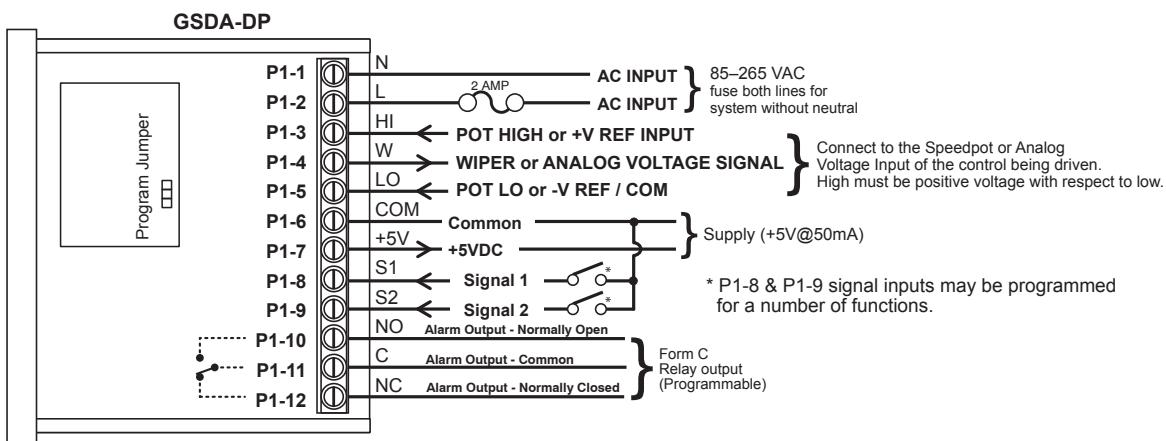 GSDA-DP
Program Jumper
P1-1 N AC INPUT
P1-2 L 2 AMP AC INPUT
85–265 VAC
fuse both lines for
system without neutral
P1-3 HI POT HIGH or +V REF INPUT
P1-4 W WIPER or ANALOG VOLTAGE SIGNAL
P1-5 LO POT LO or -V REF / COM
Connect to the Speedpot or Analog
Voltage Input of the control being driven.
High must be positive voltage with respect to low.
P1-6 COM Common
P1-7 +5V +5VDC
Supply (+5V@50mA)
P1-8 S1 Signal 1 *
P1-9 S2 Signal 2 *
* P1-8 & P1-9 signal inputs may be programmed
for a number of functions.
P1-10 NO Alarm Output - Normally Open
P1-11 C Alarm Output - Common
P1-12 NC Alarm Output - Normally Closed
Form C
Relay output
(Programmable)